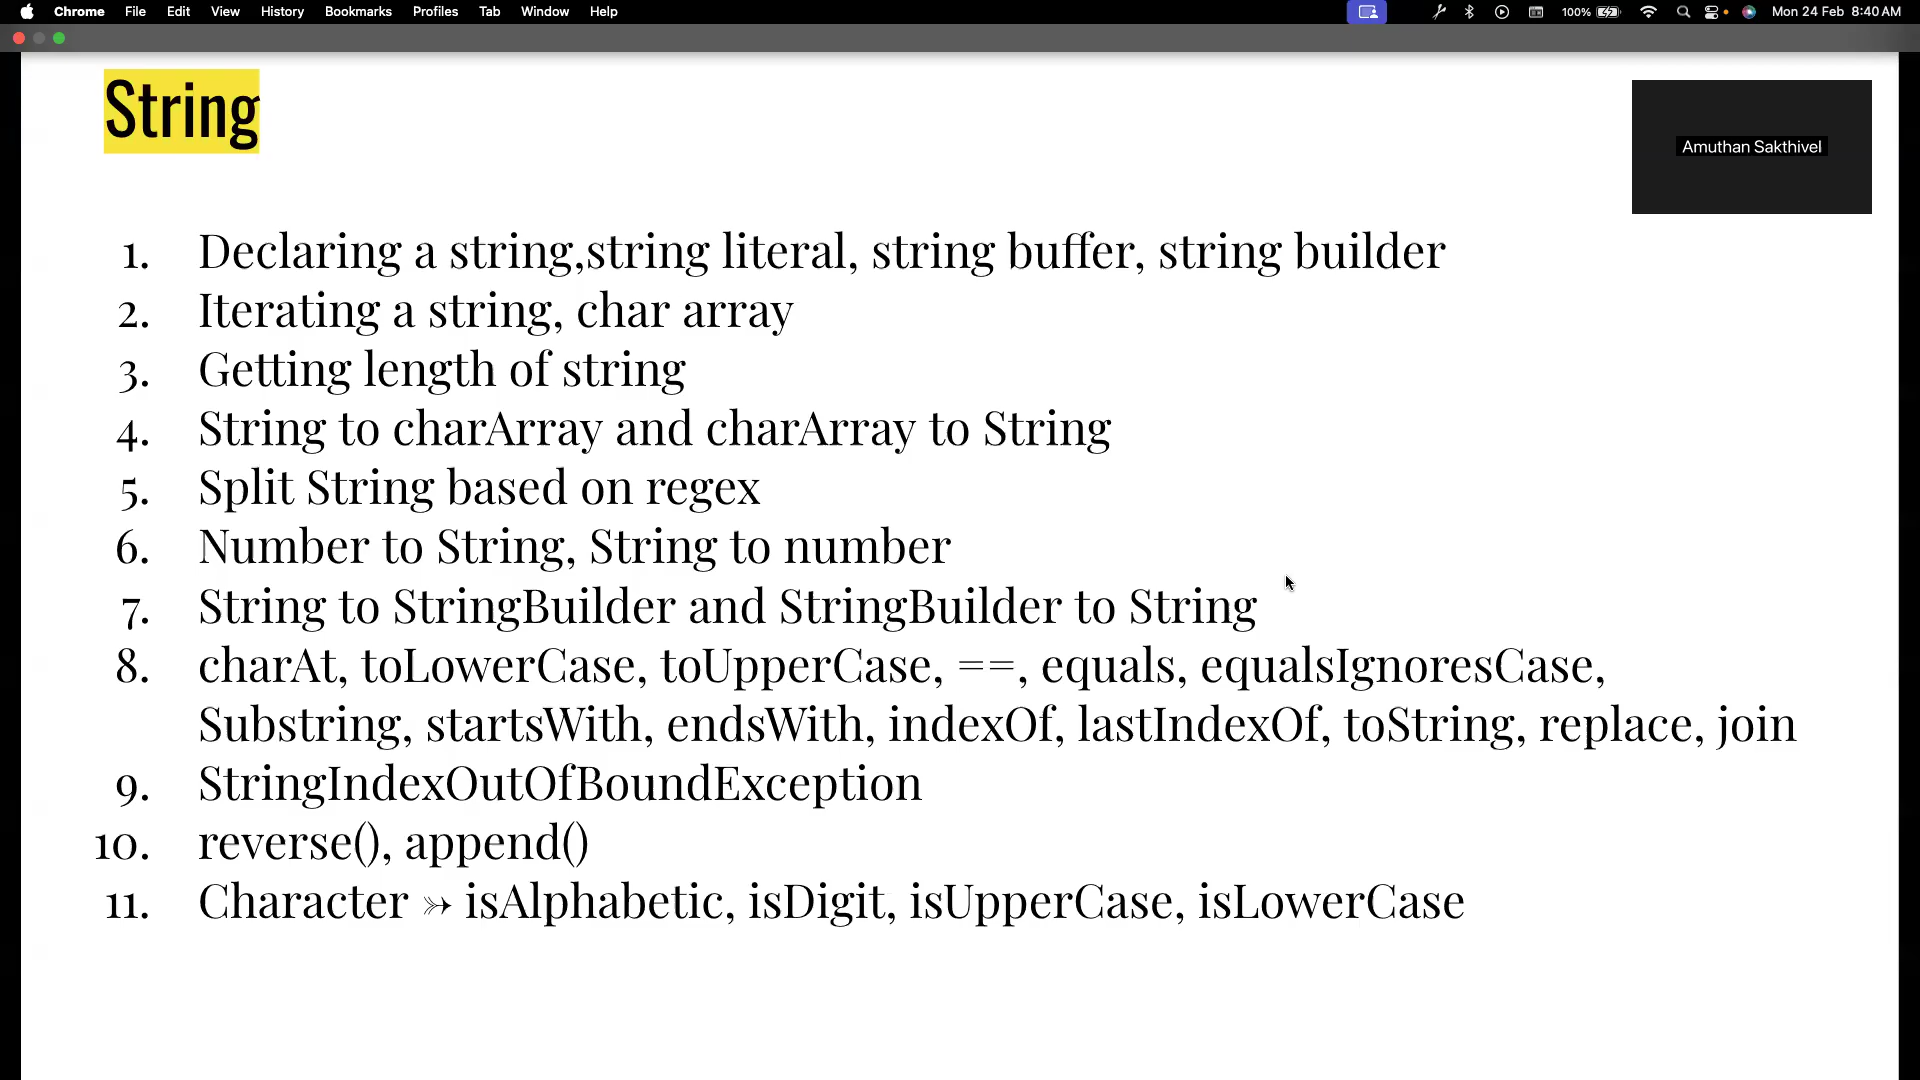 Chrome File Edit View History Bookmarks Profiles Tab Window Help 100% Mon 24 Feb 8:40 AM
String
Amuthan Sakthivel
1. Declaring a string,string literal, string buffer, string builder
2. Iterating a string, char array
3. Getting length of string
4. String to charArray and charArray to String
5. Split String based on regex
6. Number to String, String to number
7. String to StringBuilder and StringBuilder to String
8. charAt, toLowerCase, toUpperCase, ==, equals, equalsIgnoresCase,
Substring, startsWith, endsWith, indexOf, lastIndexOf, toString, replace, join
9. StringIndexOutOfBoundException
10. reverse(), append()
11. Character ➳ isAlphabetic, isDigit, isUpperCase, isLowerCase